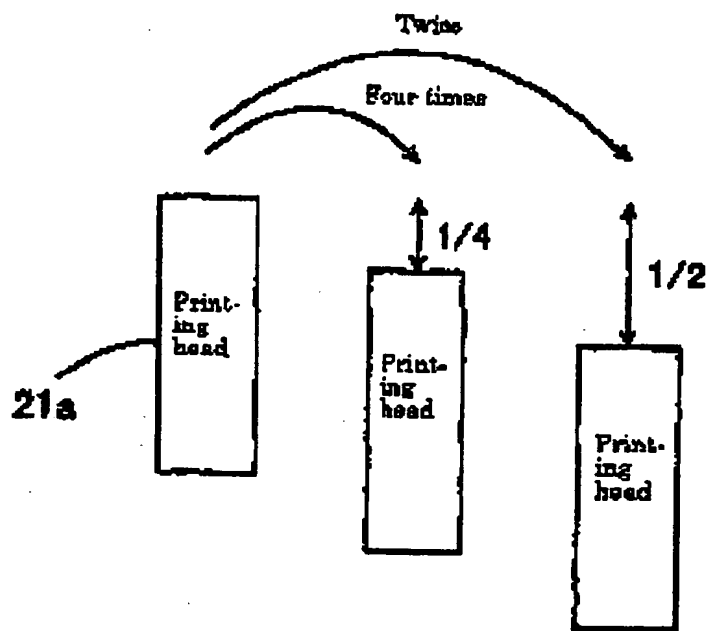 Twice
Four times
1/4
1/2
Print-
ing
head
Print-
ing
head
Print-
ing
head
21a